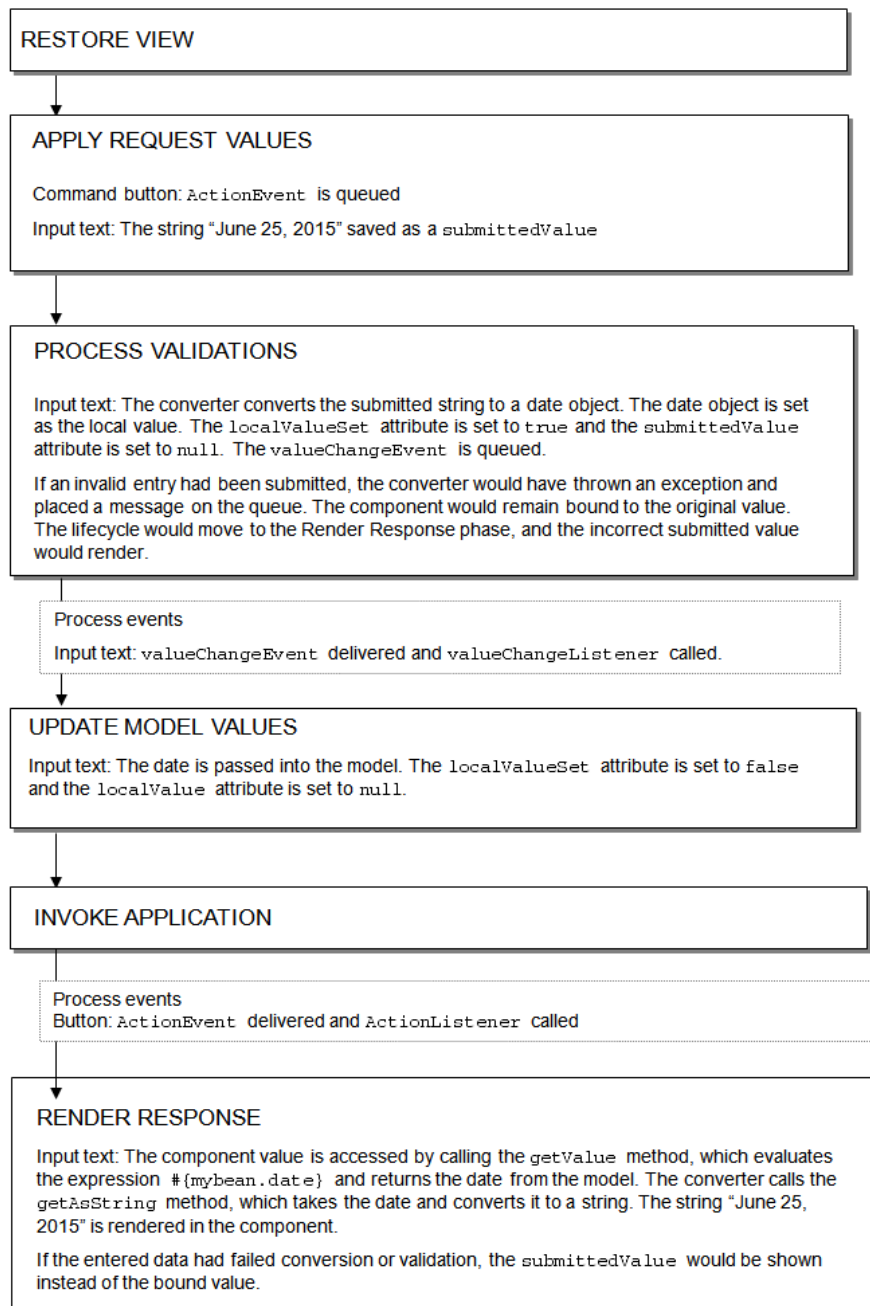 RESTORE VIEW
APPLY REQUEST VALUES
Command button: ActionEvent is queued
Input text: The string “June 25, 2015” saved as a submittedValue
PROCESS VALIDATIONS
Input text: The converter converts the submitted string to a date object. The date object is set
as the local value. The localValueSet attribute is set to true and the submittedValue
attribute is set to null. The valueChangeEvent is queued.
If an invalid entry had been submitted, the converter would have thrown an exception and
placed a message on the queue. The component would remain bound to the original value.
The lifecycle would move to the Render Response phase, and the incorrect submitted value
would render.
Process events
Input text: valueChangeEvent delivered and valueChangeListener called.
UPDATE MODEL VALUES
Input text: The date is passed into the model. The localValueSet attribute is set to false
and the localValue attribute is set to null.
INVOKE APPLICATION
Process events
Button: ActionEvent delivered and ActionListener called
RENDER RESPONSE
Input text: The component value is accessed by calling the getValue method, which evaluates
the expression #{mybean.date} and returns the date from the model. The converter calls the
getAsString method, which takes the date and converts it to a string. The string “June 25,
2015” is rendered in the component.
If the entered data had failed conversion or validation, the submittedValue would be shown
instead of the bound value.